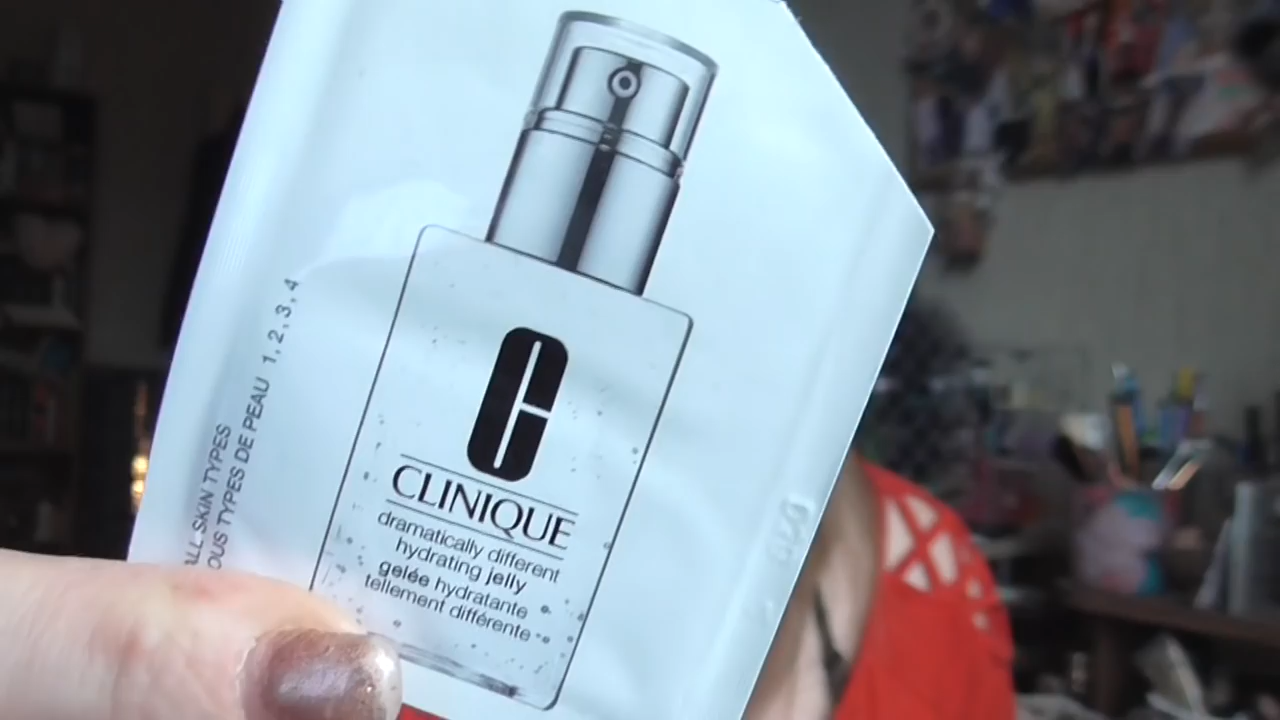 CLINIQUE
dramatically different
hydrating jelly
gelée hydratante
tellement différente
ALL SKIN TYPES
TYPES DE PEAU 1, 2, 3, 4